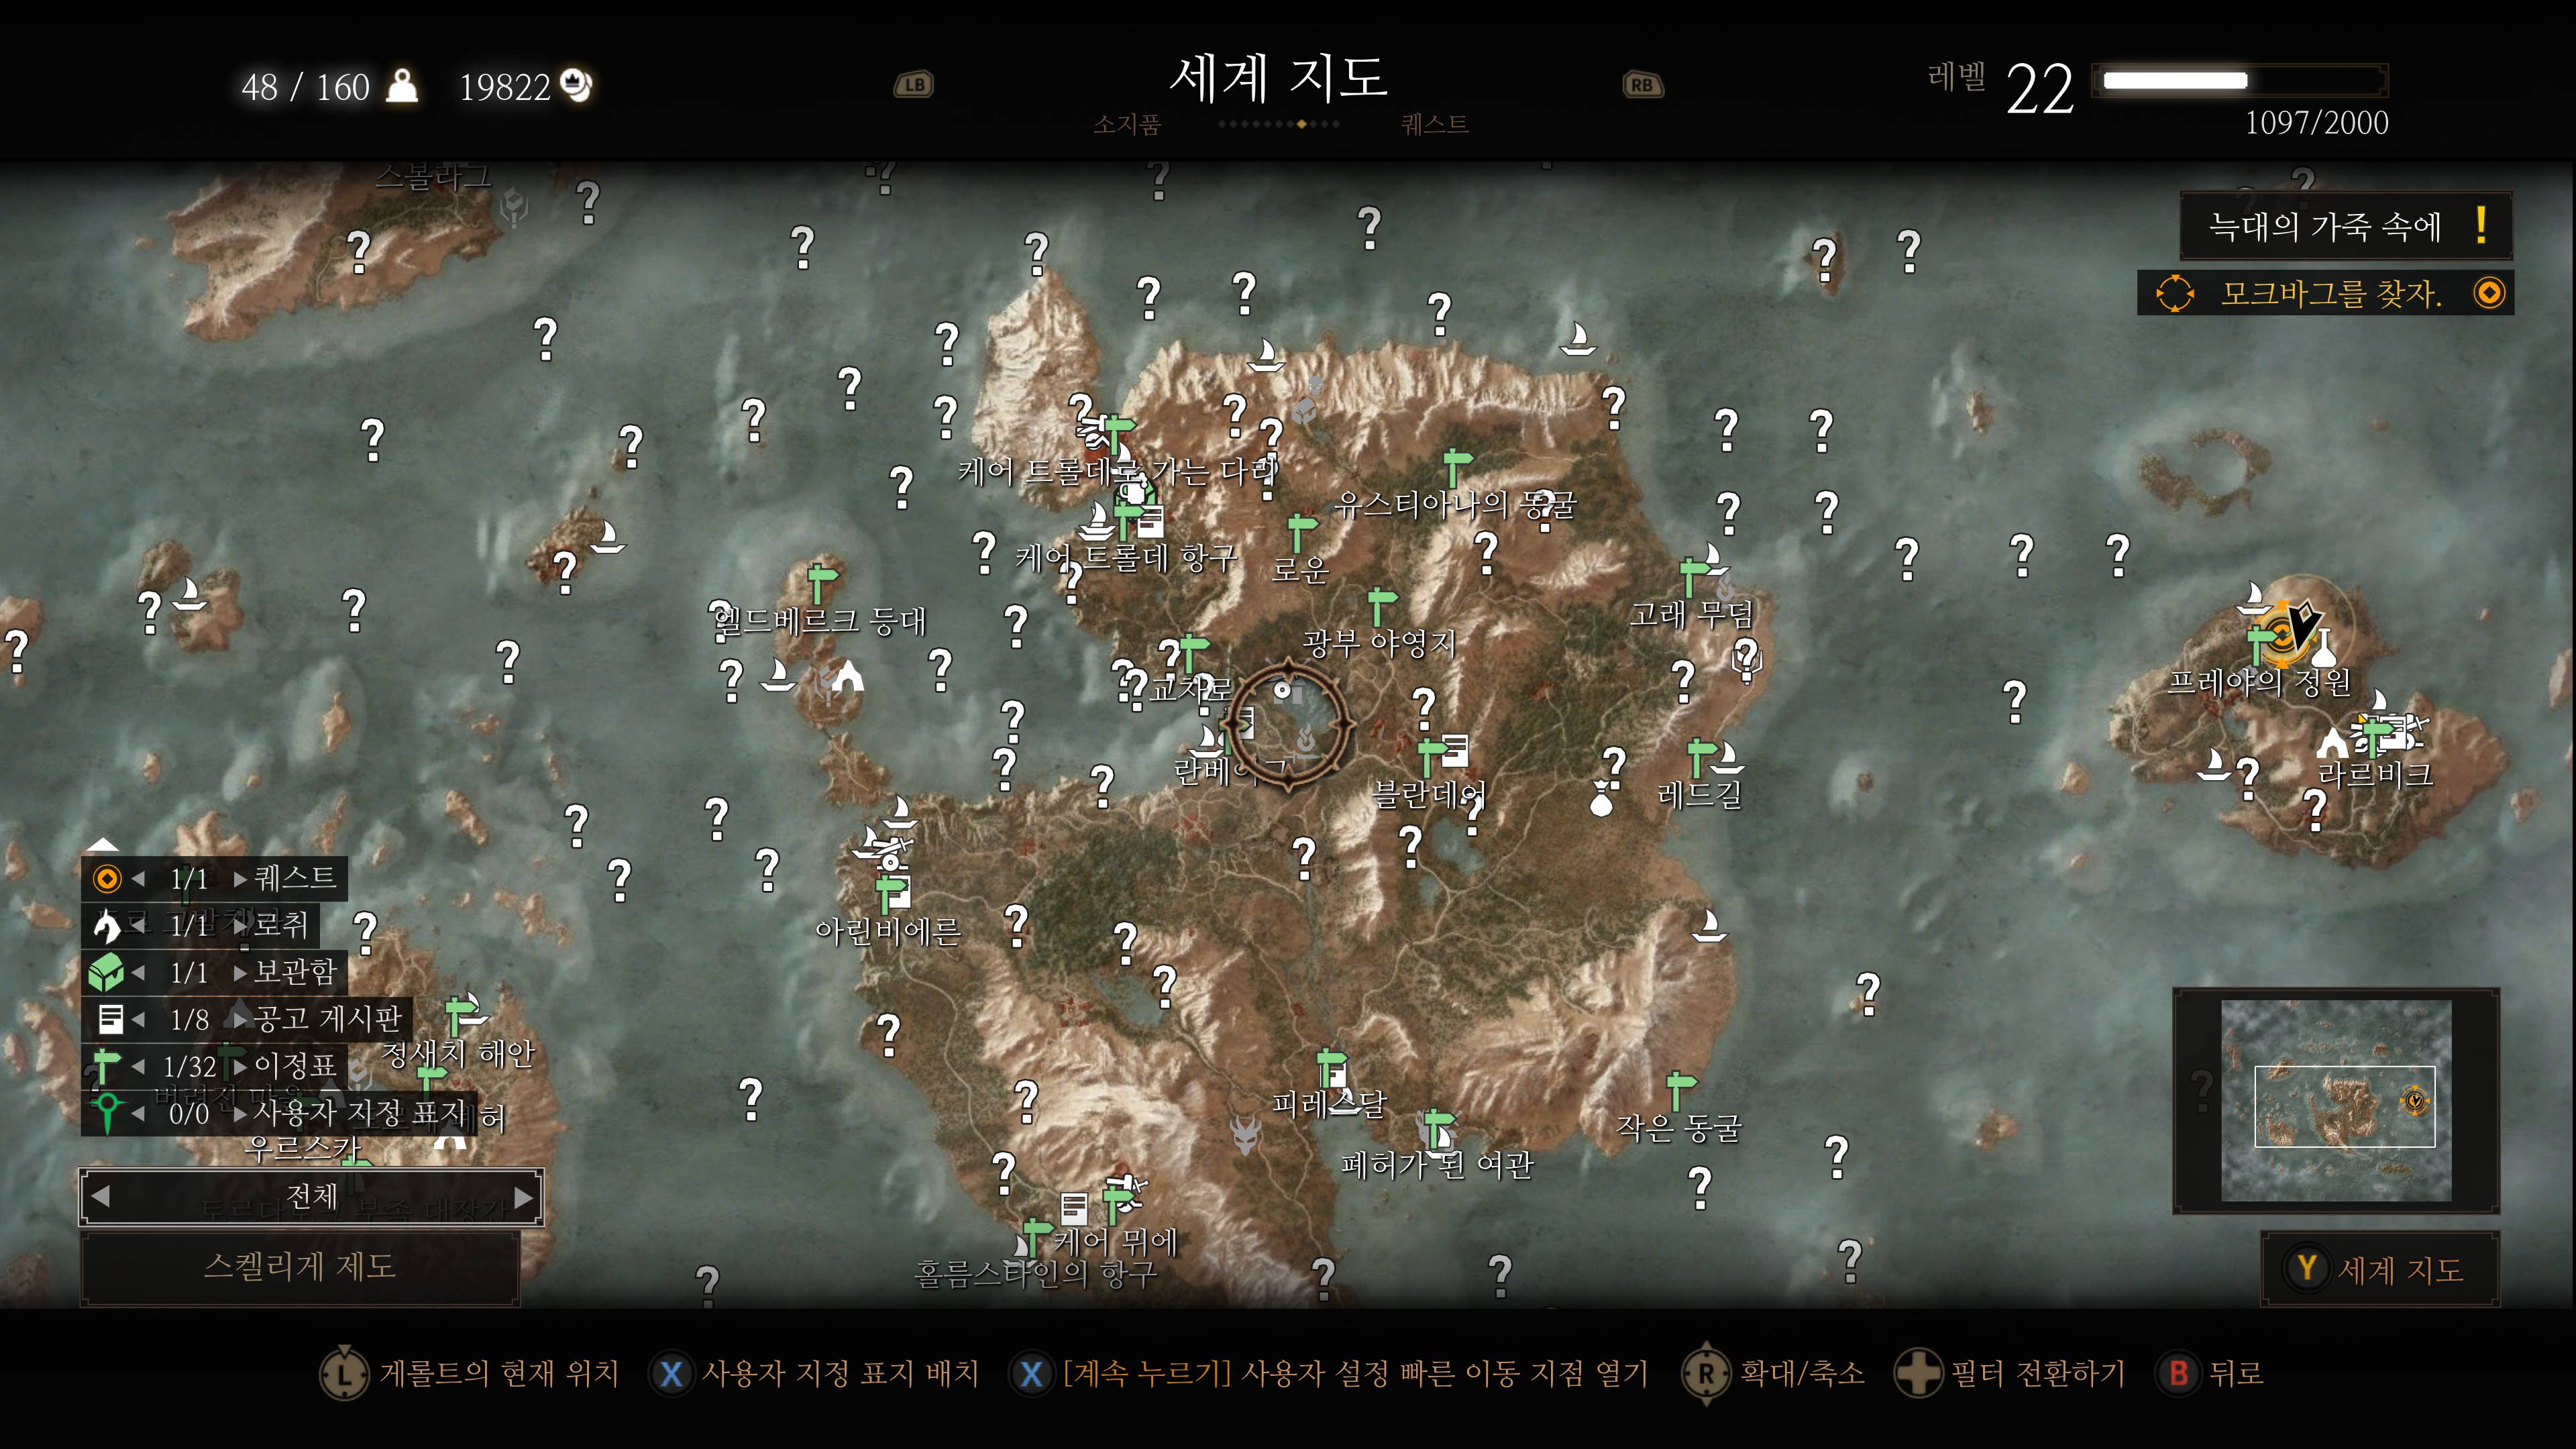 48 / 160
19822
LB
세계 지도
RB
레벨 22
소지품
퀘스트
1097/2000
스볼라그
늑대의 가죽 속에
모크바그를 찾자.
케어 트롤데로 가는 다리
유스티아나의 동굴
케어 트롤데 항구
로운
엘드베르크 등대
고래 무덤
광부 야영지
프레야의 정원
교차로
블란데어
레드길
라르비크
1/1 퀘스트
1/1 로취
아린비에른
1/1 보관함
1/8 공고 게시판
정새치 해안
1/32 이정표
0/0 사용자 지정 표지
피레스달
작은 동굴
우르스카
폐허가 된 여관
전체
케어 뮈에
홀름스타인의 항구
스켈리게 제도
Y 세계 지도
L 게롤트의 현재 위치
X 사용자 지정 표지 배치
X [계속 누르기] 사용자 설정 빠른 이동 지점 열기
R 확대/축소
필터 전환하기
B 뒤로